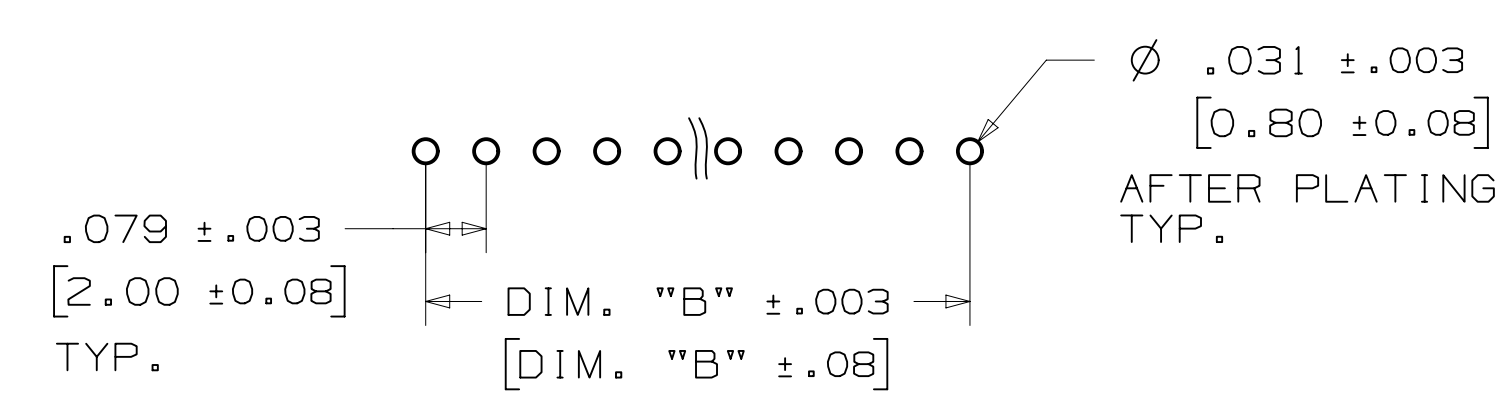 Ø .031 ±.003
[0.80 ±0.08]
AFTER PLATING
TYP.
.079 ±.003
[2.00 ±0.08]
TYP.
DIM. "B" ±.003
[DIM. "B" ±.08]